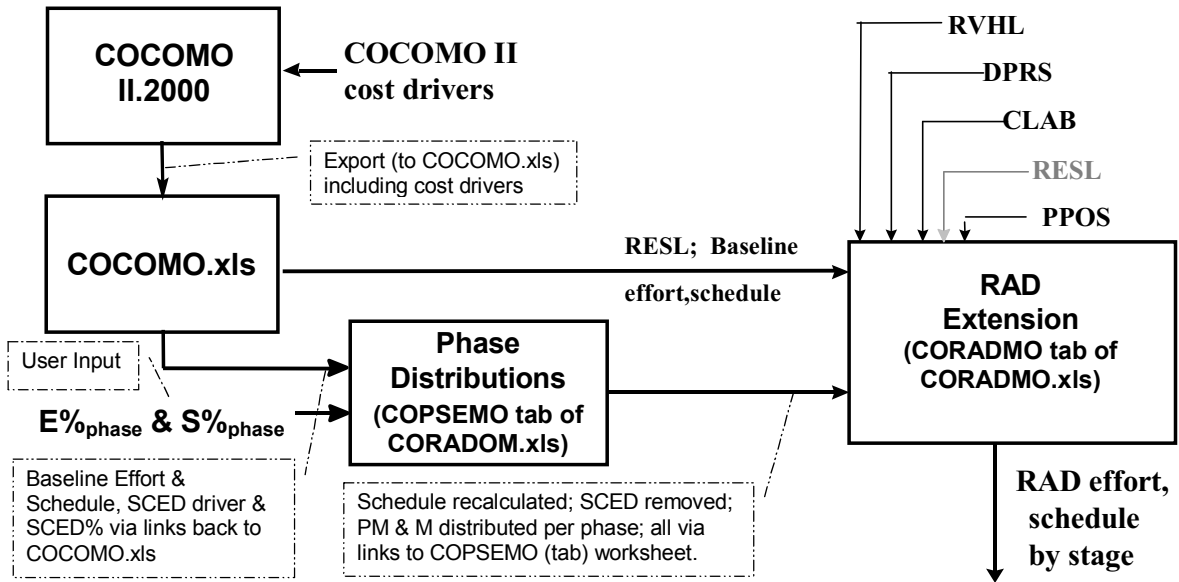 COCOMO
II.2000
COCOMO II
cost drivers
Export (to COCOMO.xls)
including cost drivers
RVHL
DPRS
CLAB
RESL
PPOS
COCOMO.xls
RESL; Baseline
effort,schedule
RAD
Extension
(CORADMO tab of
CORADMO.xls)
User Input
E%phase & S%phase
Phase
Distributions
(COPSEMO tab of
CORADOM.xls)
Baseline Effort &
Schedule, SCED driver &
SCED% via links back to
COCOMO.xls
Schedule recalculated; SCED removed;
PM & M distributed per phase; all via
links to COPSEMO (tab) worksheet.
RAD effort,
schedule
by stage